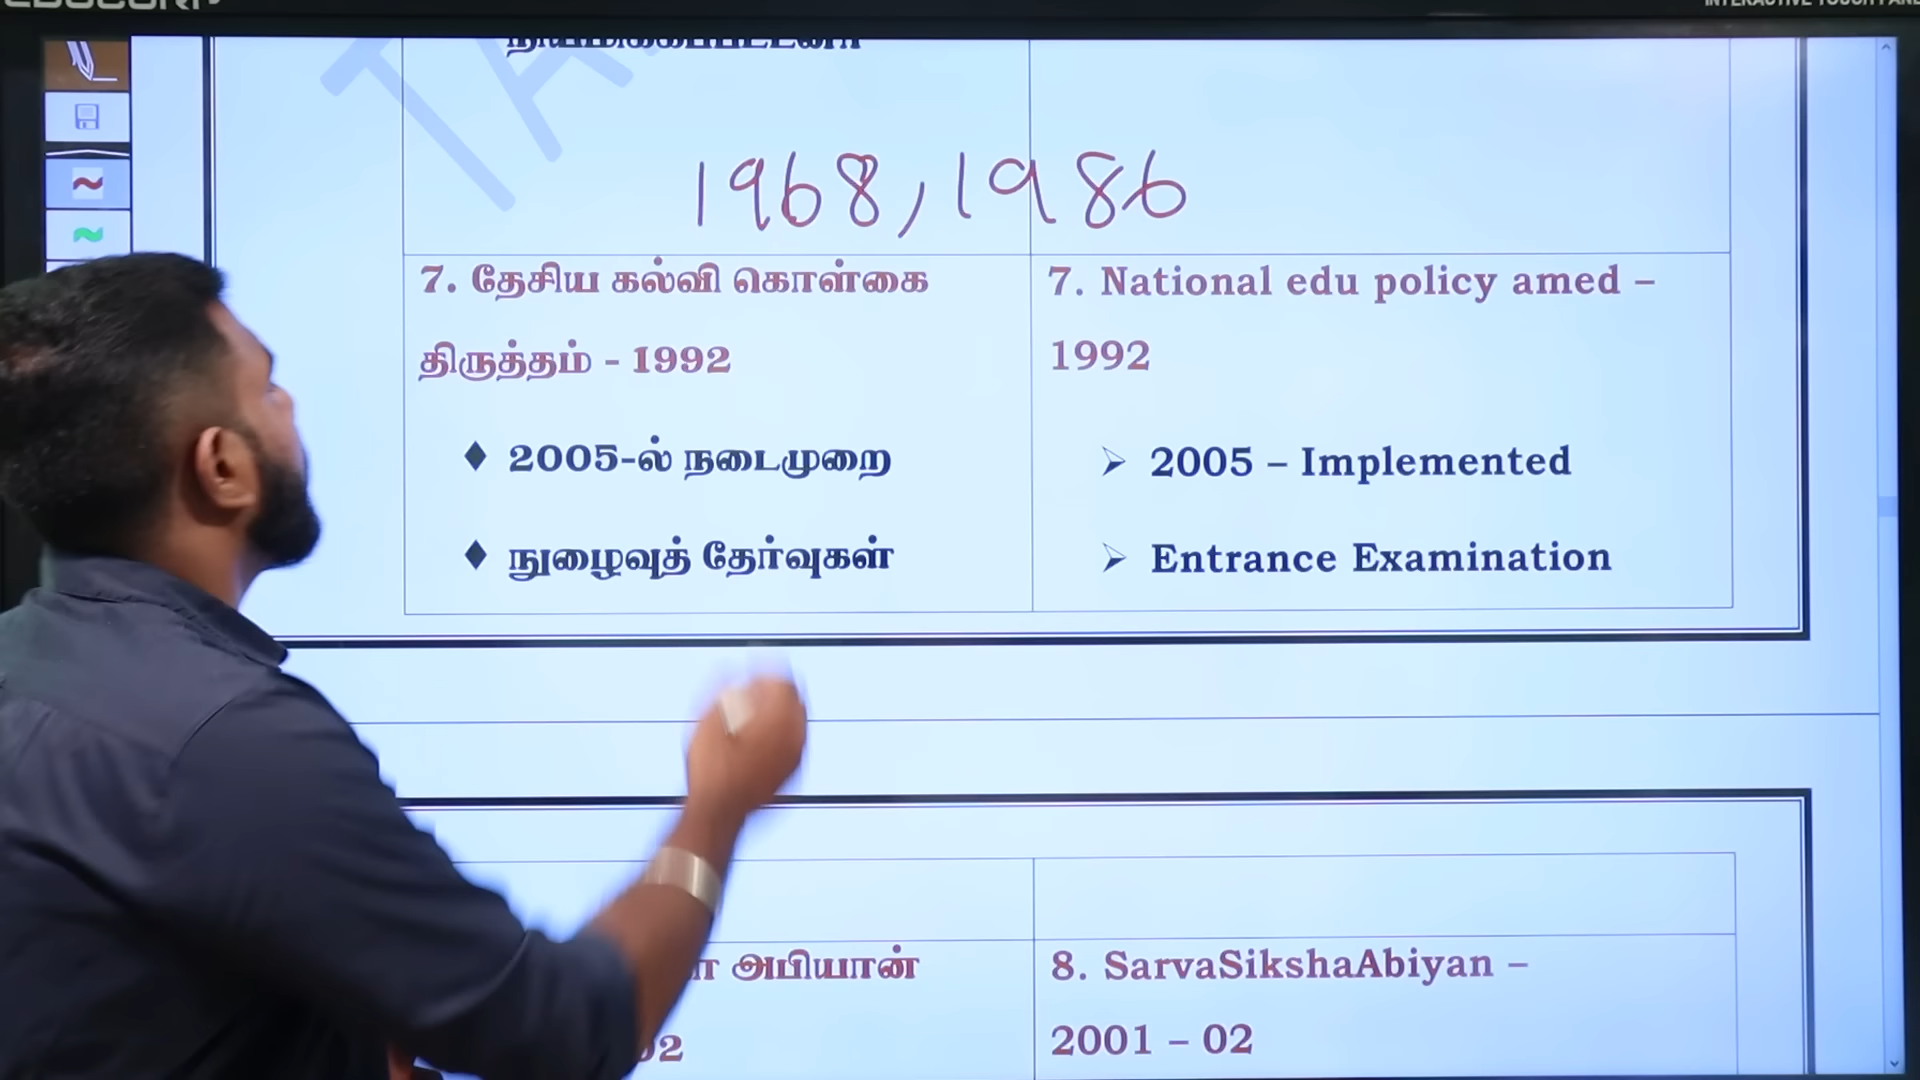 TA
1968, 1986
7. தேசிய கல்வி கொள்கை
திருத்தம் - 1992
♦ 2005-ல் நடைமுறை
♦ நுழைவுத் தேர்வுகள்
7. National edu policy amed –
1992
➢ 2005 – Implemented
➢ Entrance Examination
அபியான்
8. SarvaSikshaAbiyan –
2001 – 02